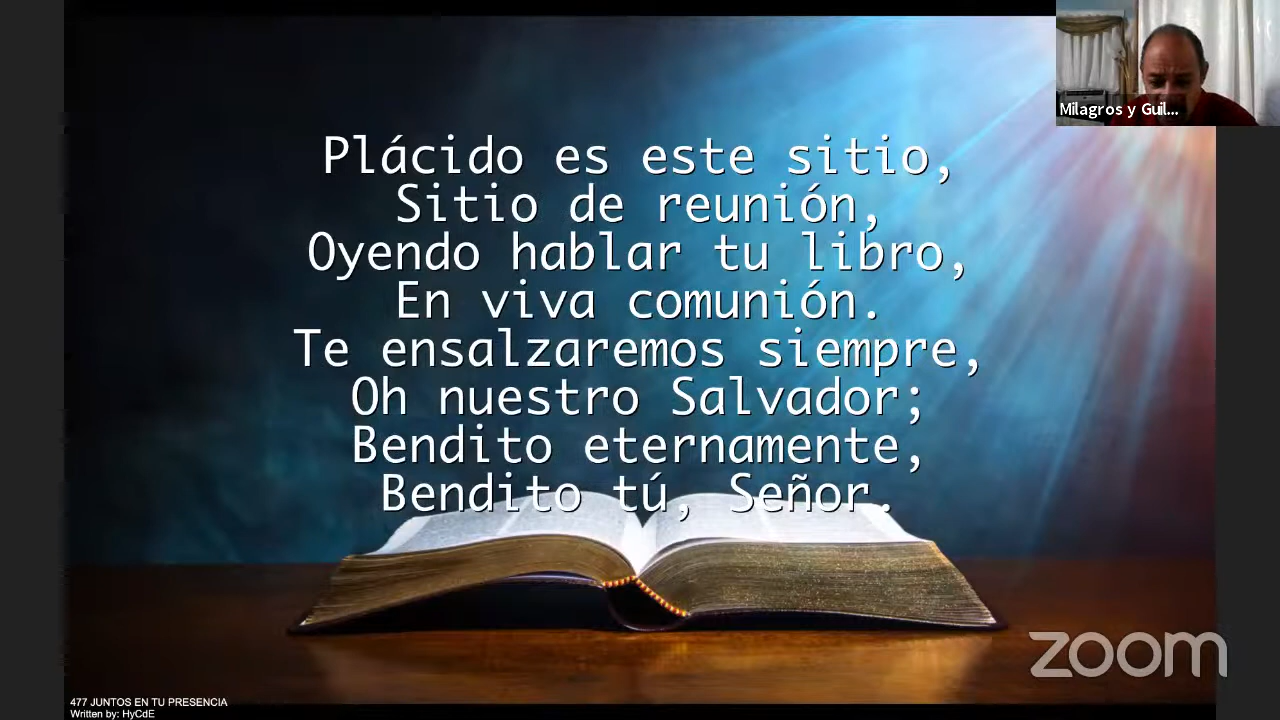 Milagros y Guil...
Plácido es este sitio,
Sitio de reunión,
Oyendo hablar tu libro,
En viva comunión.
Te ensalzaremos siempre,
Oh nuestro Salvador;
Bendito eternamente,
Bendito tú, Señor.
zoom
477 JUNTOS EN TU PRESENCIA
Written by: HyCdE